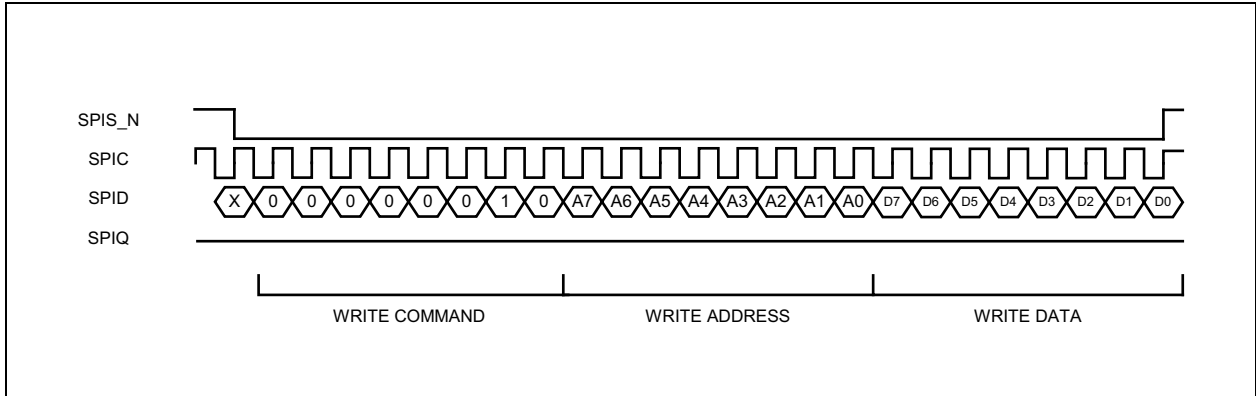 SPIS_N
SPIC
SPID X 0 0 0 0 0 0 1 0 A7 A6 A5 A4 A3 A2 A1 A0 D7 D6 D5 D4 D3 D2 D1 D0
SPIQ
WRITE COMMAND WRITE ADDRESS WRITE DATA